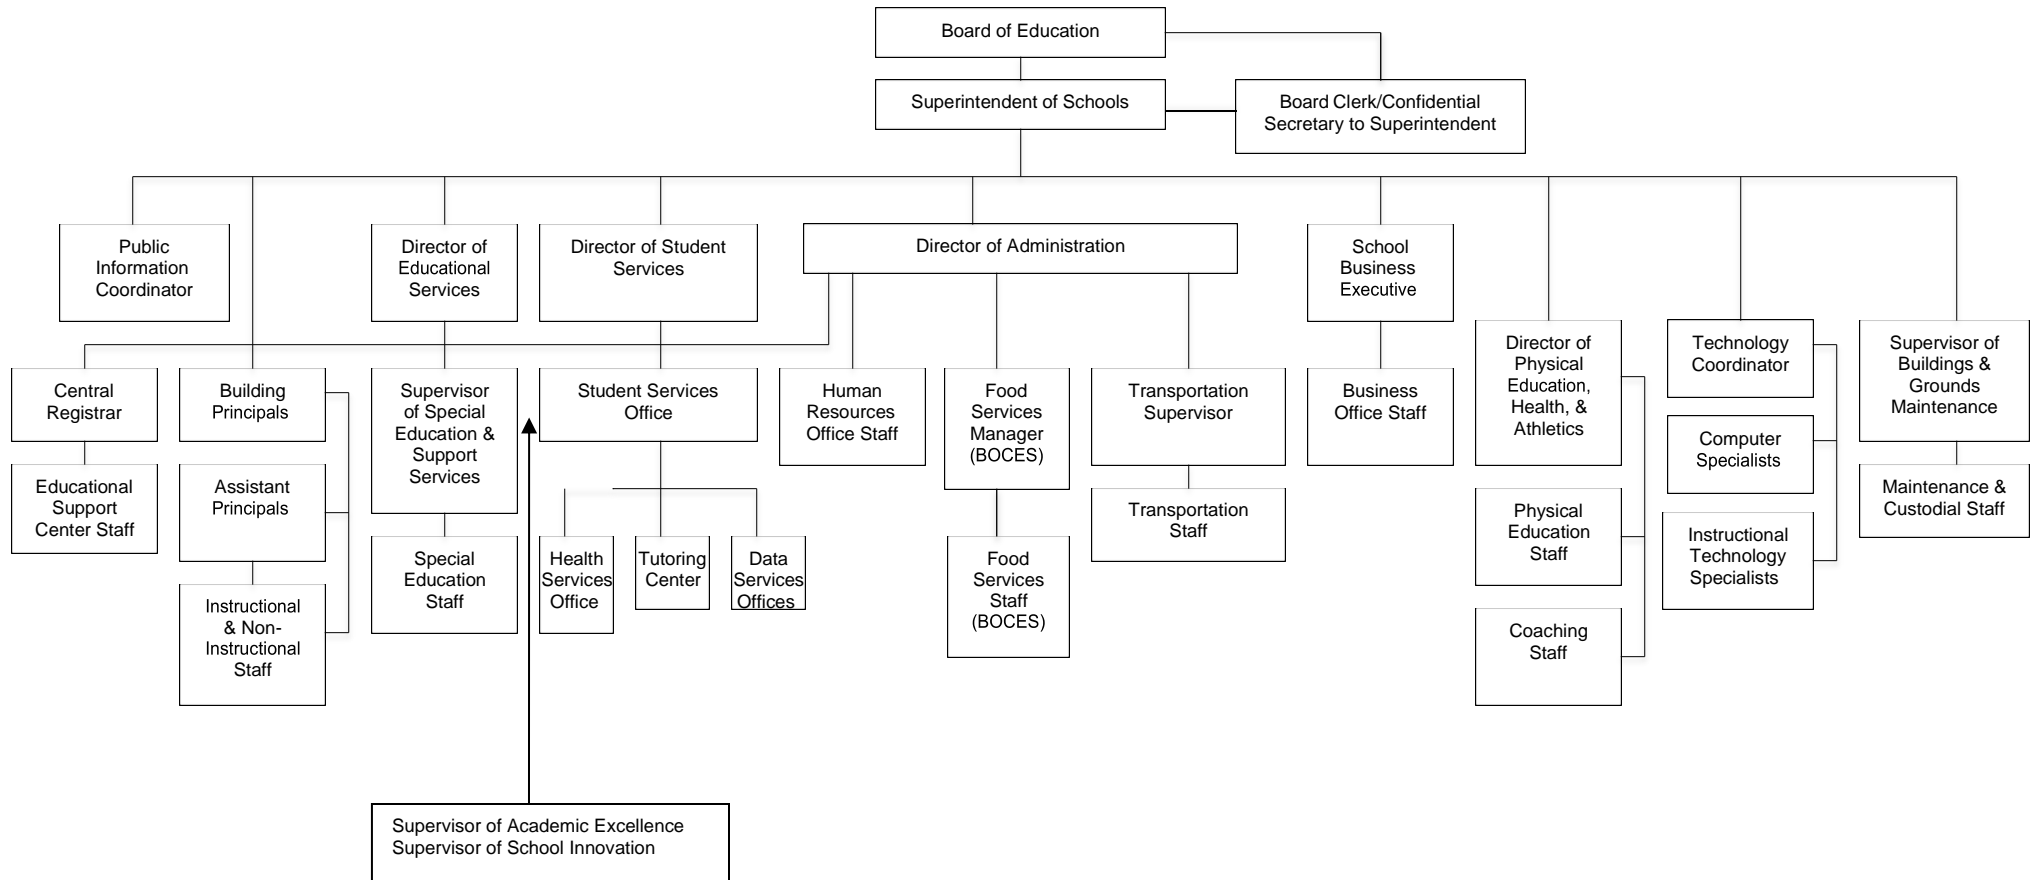 Board of Education
Superintendent of Schools
Board Clerk/Confidential
Secretary to Superintendent
Public
Information
Coordinator
Director of
Educational
Services
Director of Student
Services
Director of Administration
School
Business
Executive
Director of
Physical
Education,
Health, &
Athletics
Technology
Coordinator
Supervisor of
Buildings &
Grounds
Maintenance
Central
Registrar
Building
Principals
Supervisor
of Special
Education &
Support
Services
Student Services
Office
Human
Resources
Office Staff
Food
Services
Manager
(BOCES)
Transportation
Supervisor
Business
Office Staff
Computer
Specialists
Educational
Support
Center Staff
Assistant
Principals
Transportation
Staff
Physical
Education
Staff
Instructional
Technology
Specialists
Maintenance &
Custodial Staff
Special
Education
Staff
Health
Services
Office
Tutoring
Center
Data
Services
Offices
Food
Services
Staff
(BOCES)
Instructional
& Non-
Instructional
Staff
Coaching
Staff
Supervisor of Academic Excellence
Supervisor of School Innovation